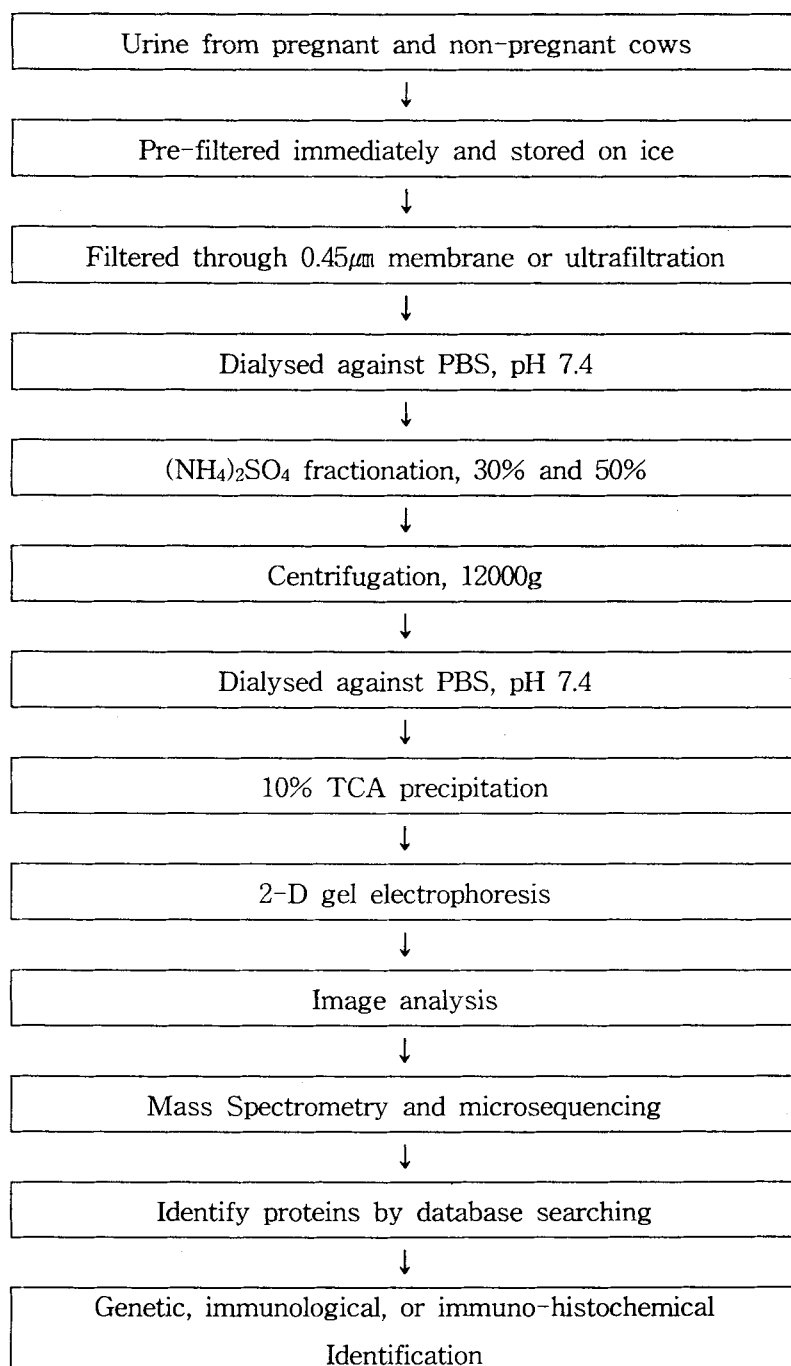 Urine from pregnant and non-pregnant cows
↓
Pre-filtered immediately and stored on ice
↓
Filtered through 0.45㎛ membrane or ultrafiltration
↓
Dialysed against PBS, pH 7.4
↓
(NH₄)₂SO₄ fractionation, 30% and 50%
↓
Centrifugation, 12000g
↓
Dialysed against PBS, pH 7.4
↓
10% TCA precipitation
↓
2-D gel electrophoresis
↓
Image analysis
↓
Mass Spectrometry and microsequencing
↓
Identify proteins by database searching
↓
Genetic, immunological, or immuno-histochemical
Identification